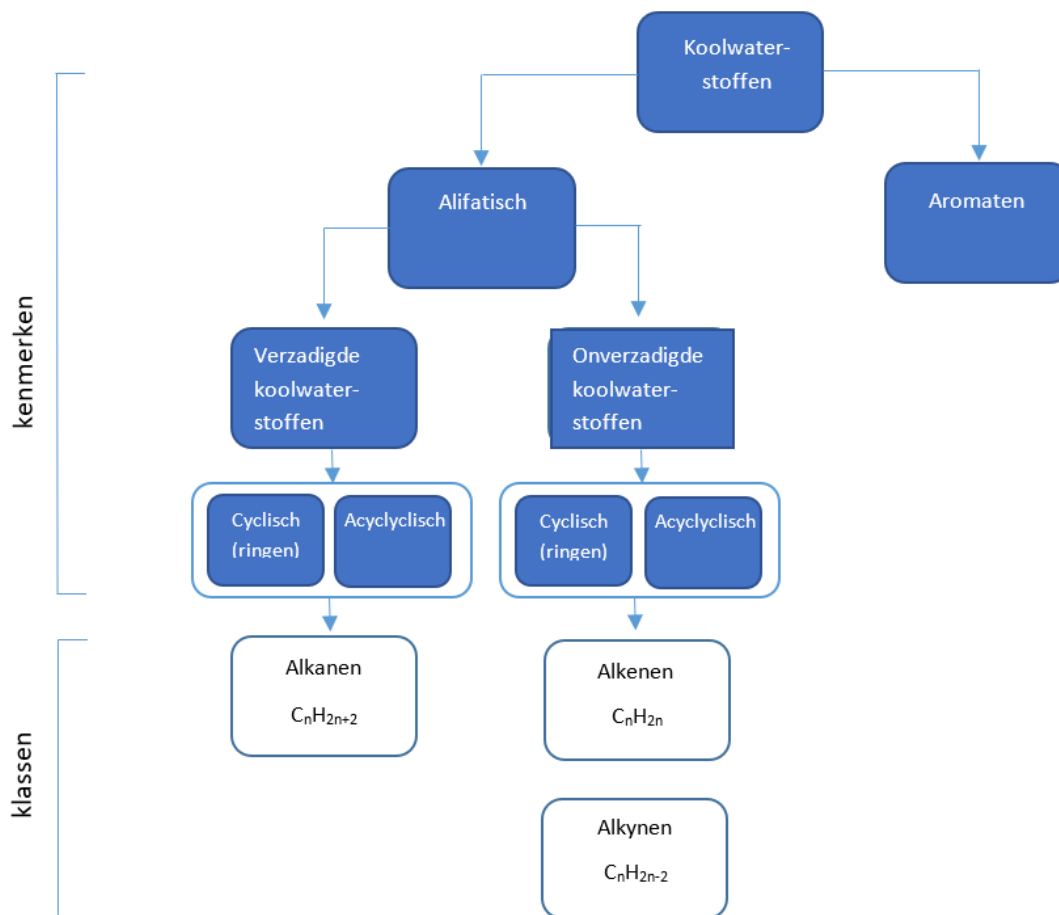 Koolwater-
stoffen
Alifatisch
Aromaten
kenmerken
Verzadigde
koolwater-
stoffen
Onverzadigde
koolwater-
stoffen
Cyclisch
(ringen)
Acyclyclisch
Cyclisch
(ringen)
Acyclyclisch
klassen
Alkanen
CₙH₂ₙ₊₂
Alkenen
CₙH₂ₙ
Alkynen
CₙH₂ₙ₋₂